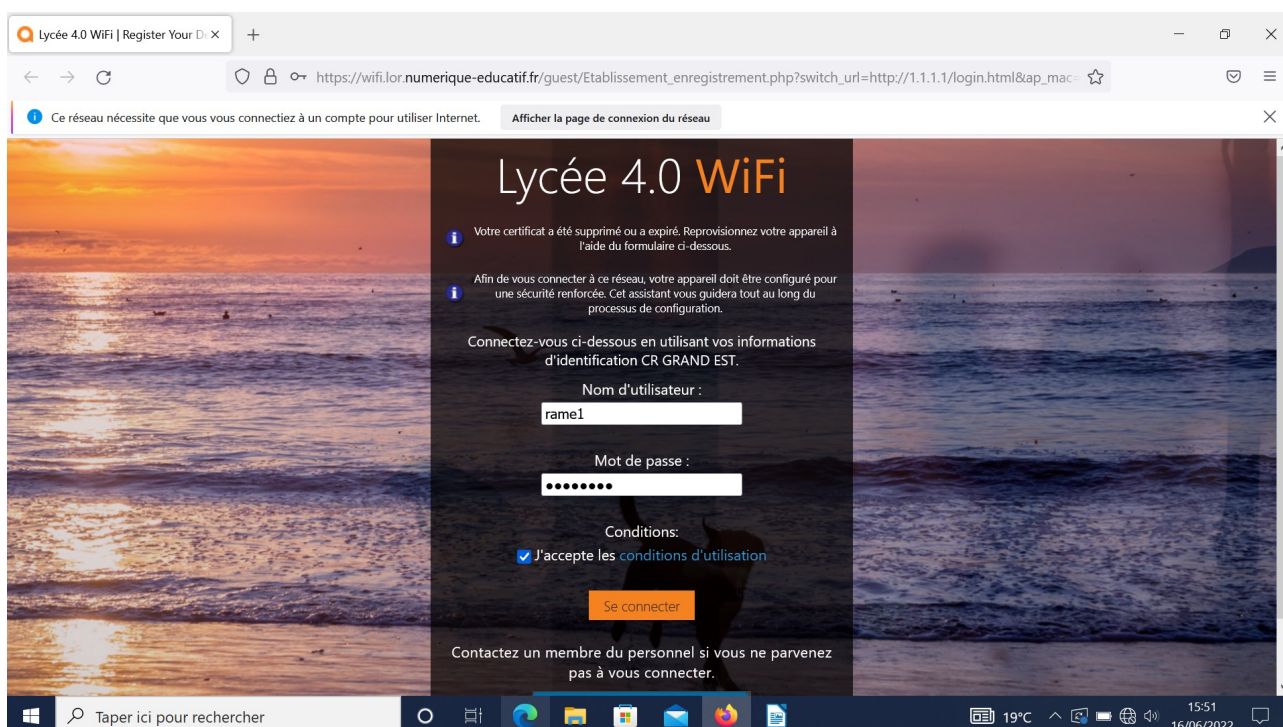 Lycée 4.0 WiFi | Register Your D
https://wifi.lor.numerique-educatif.fr/guest/Etablissement_enregistrement.php?switch_url=http://1.1.1.1/login.html&ap_mac=
Ce réseau nécessite que vous vous connectiez à un compte pour utiliser Internet. Afficher la page de connexion du réseau
Lycée 4.0 WiFi
Votre certificat a été supprimé ou a expiré. Reprovisionnez votre appareil à
l'aide du formulaire ci-dessous.
Afin de vous connecter à ce réseau, votre appareil doit être configuré pour
une sécurité renforcée. Cet assistant vous guidera tout au long du
processus de configuration.
Connectez-vous ci-dessous en utilisant vos informations
d'identification CR GRAND EST.
Nom d'utilisateur :
rame1
Mot de passe :
••••••••
Conditions:
J'accepte les conditions d'utilisation
Se connecter
Contactez un membre du personnel si vous ne parvenez
pas à vous connecter.
Taper ici pour rechercher
19°C
15:51
16/06/2022